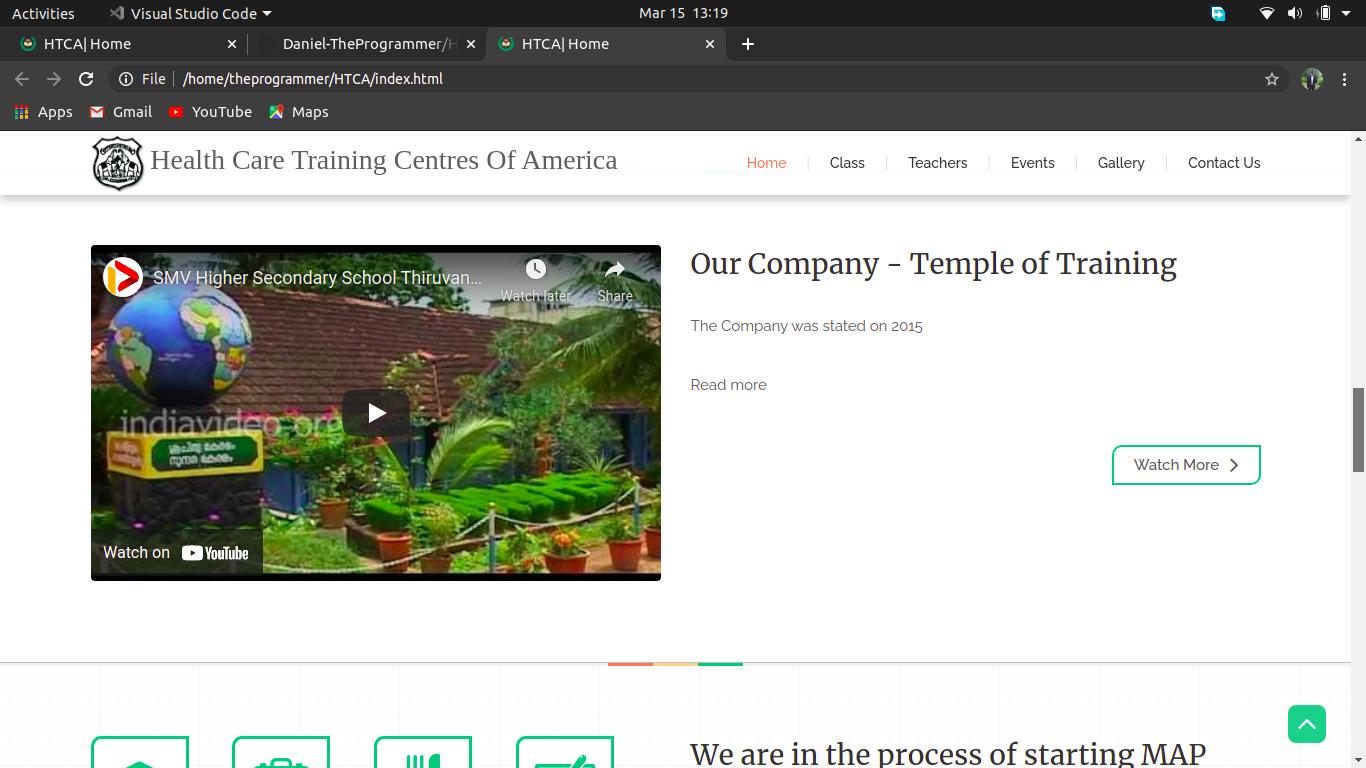 Activities
Visual Studio Code
Mar 15 13:19
HTCA| Home
Daniel-TheProgrammer/H
HTCA| Home
File
/home/theprogrammer/HTCA/index.html
Apps
Gmail
YouTube
Maps
Health Care Training Centres Of America
Home
Class
Teachers
Events
Gallery
Contact Us
SMV Higher Secondary School Thiruvan...
Watch later
Share
indiavideo.org
ശുചിത്വ കേരളം
സുന്ദര കേരളം
Watch on YouTube
Our Company - Temple of Training
The Company was stated on 2015
Read more
Watch More
We are in the process of starting MAP